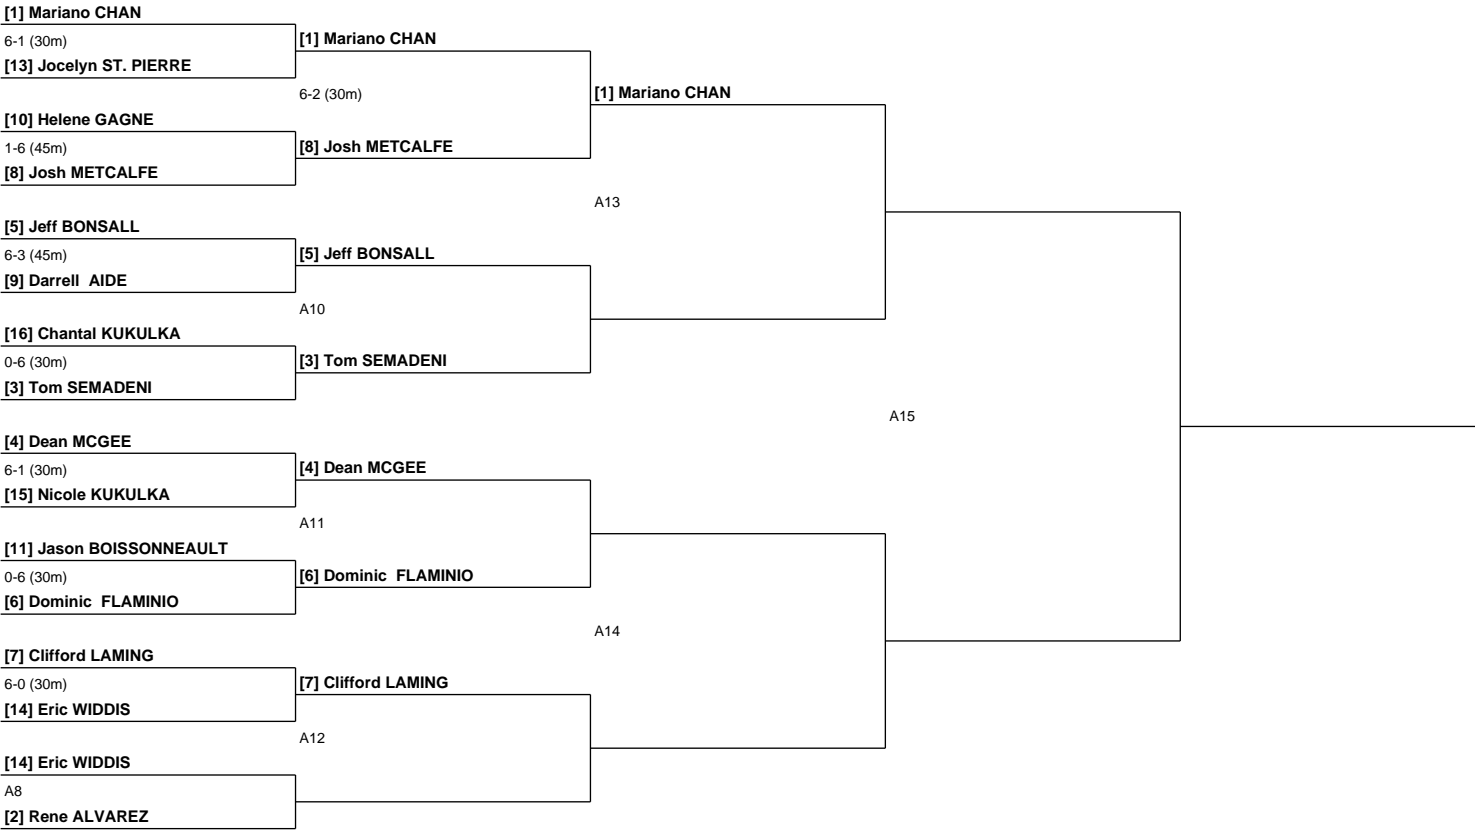 [1] Mariano CHAN
6-1 (30m)
[13] Jocelyn ST. PIERRE
[10] Helene GAGNE
1-6 (45m)
[8] Josh METCALFE
[5] Jeff BONSALL
6-3 (45m)
[9] Darrell  AIDE
[16] Chantal KUKULKA
0-6 (30m)
[3] Tom SEMADENI
[4] Dean MCGEE
6-1 (30m)
[15] Nicole KUKULKA
[11] Jason BOISSONNEAULT
0-6 (30m)
[6] Dominic  FLAMINIO
[7] Clifford LAMING
6-0 (30m)
[14] Eric WIDDIS
[14] Eric WIDDIS
A8
[2] Rene ALVAREZ
[1] Mariano CHAN
6-2 (30m)
[8] Josh METCALFE
[5] Jeff BONSALL
A10
[3] Tom SEMADENI
[4] Dean MCGEE
A11
[6] Dominic  FLAMINIO
[7] Clifford LAMING
A12
[1] Mariano CHAN
A13
A14
A15